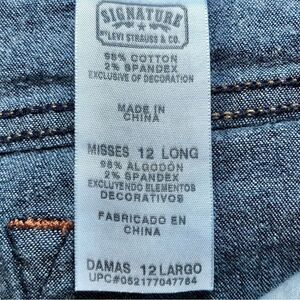 SIGNATURE
BY LEVI STRAUSS & CO.
98% COTTON
2% SPANDEX
EXCLUSIVE OF DECORATION
MADE IN
CHINA
MISSES 12 LONG
98% ALGODÓN
2% SPANDEX
EXCLUYENDO ELEMENTOS
DECORATIVOS
FABRICADO EN
CHINA
DAMAS 12 LARGO
UPC#052177047784